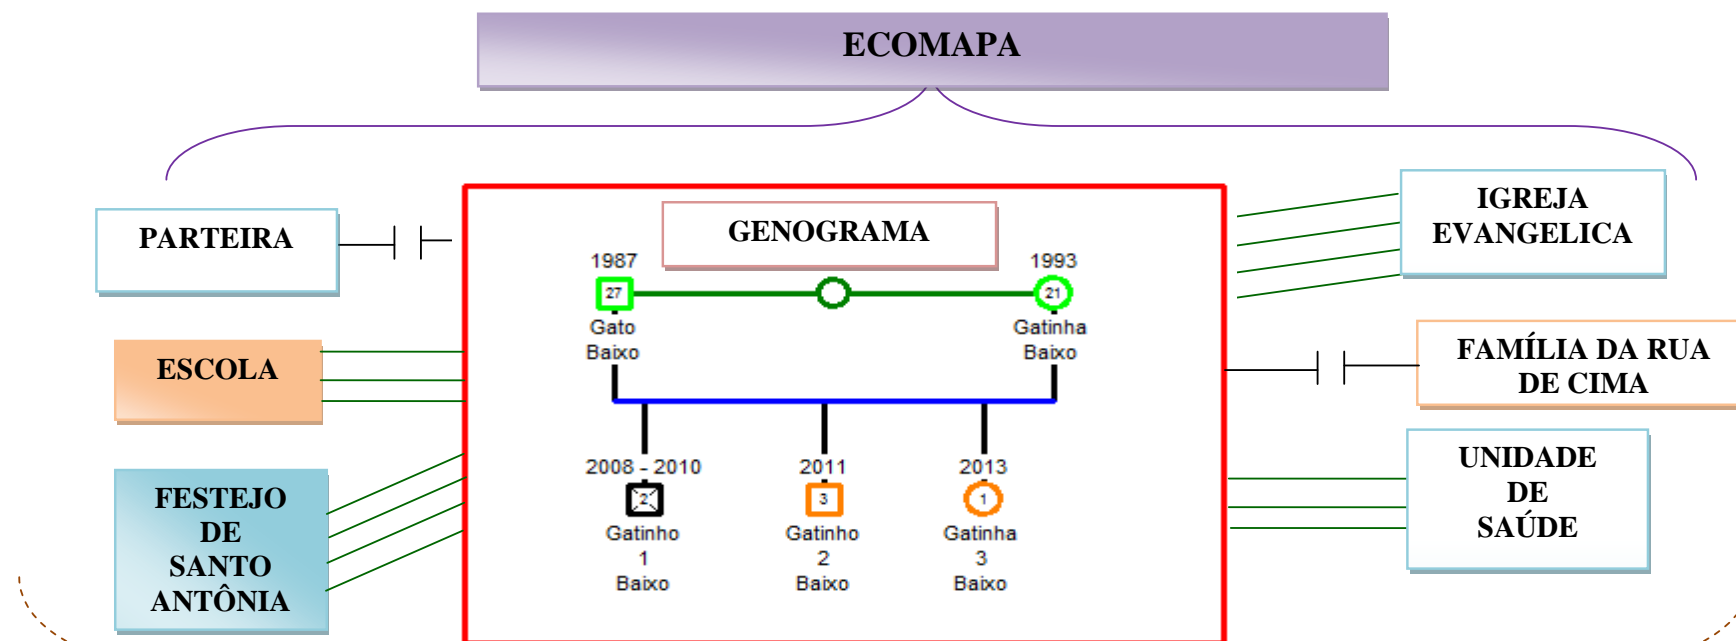 ECOMAPA
PARTEIRA
ESCOLA
FESTEJO
DE
SANTO
ANTÔNIA
GENOGRAMA
1987
1993
27
21
Gato
Baixo
Gatinha
Baixo
2008 - 2010
2011
2013
2
3
1
Gatinho
1
Baixo
Gatinho
2
Baixo
Gatinha
3
Baixo
IGREJA
EVANGELICA
FAMÍLIA DA RUA
DE CIMA
UNIDADE
DE
SAÚDE